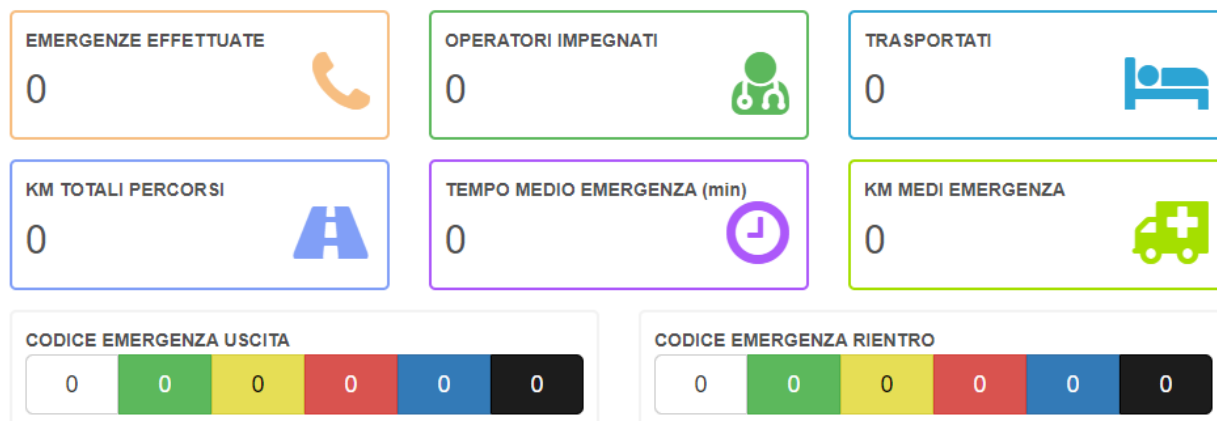 EMERGENZE EFFETTUATE
0
OPERATORI IMPEGNATI
0
TRASPORTATI
0
KM TOTALI PERCORSI
0
TEMPO MEDIO EMERGENZA (min)
0
KM MEDI EMERGENZA
0
CODICE EMERGENZA USCITA
0 0 0 0 0 0
CODICE EMERGENZA RIENTRO
0 0 0 0 0 0